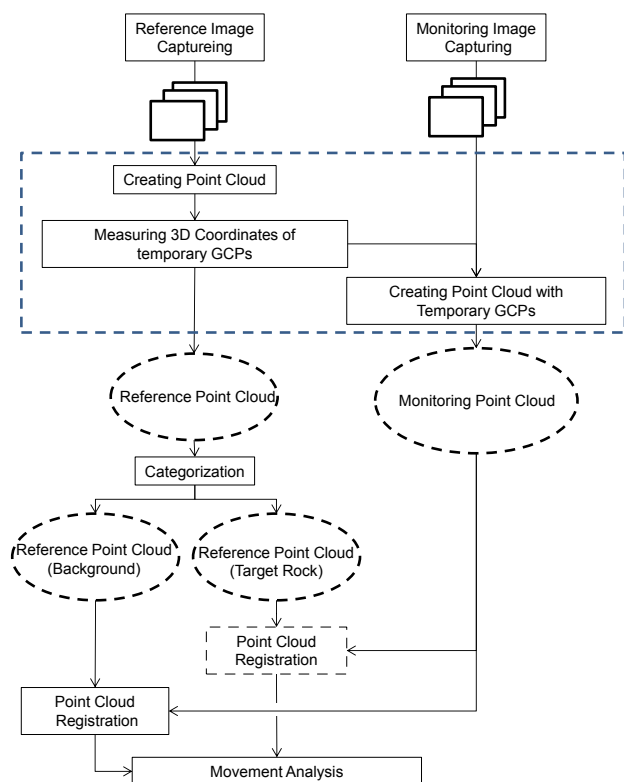 Reference Image
Captureing
Monitoring Image
Capturing
Creating Point Cloud
Measuring 3D Coordinates of
temporary GCPs
Creating Point Cloud with
Temporary GCPs
Reference Point Cloud
Monitoring Point Cloud
Categorization
Reference Point Cloud
(Background)
Reference Point Cloud
(Target Rock)
Point Cloud
Registration
Point Cloud
Registration
Movement Analysis